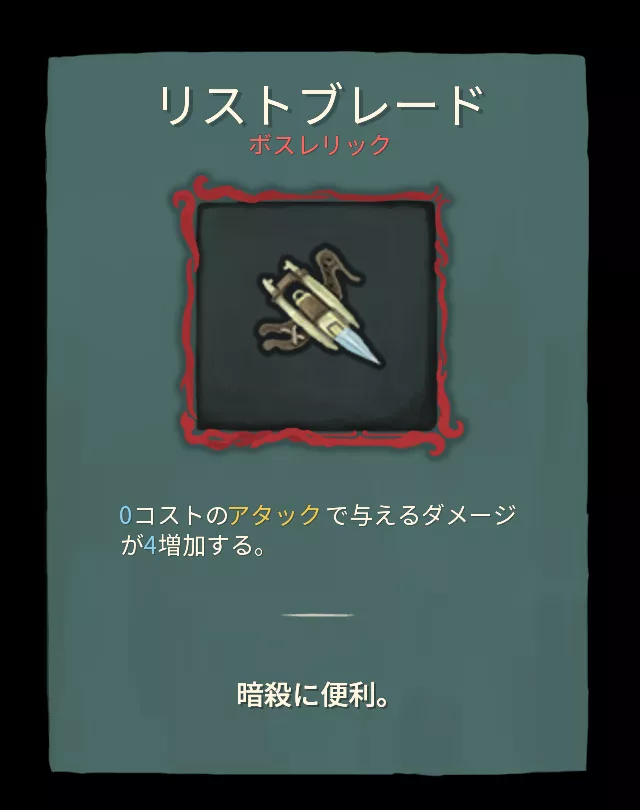 リストブレード
ボスレリック
0コストのアタックで与えるダメージ
が4増加する。
暗殺に便利。